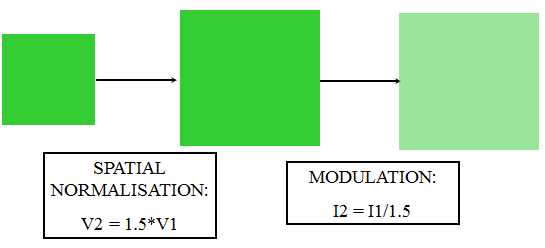 SPATIAL
NORMALISATION:
V2 = 1.5*V1
MODULATION:
I2 = I1/1.5